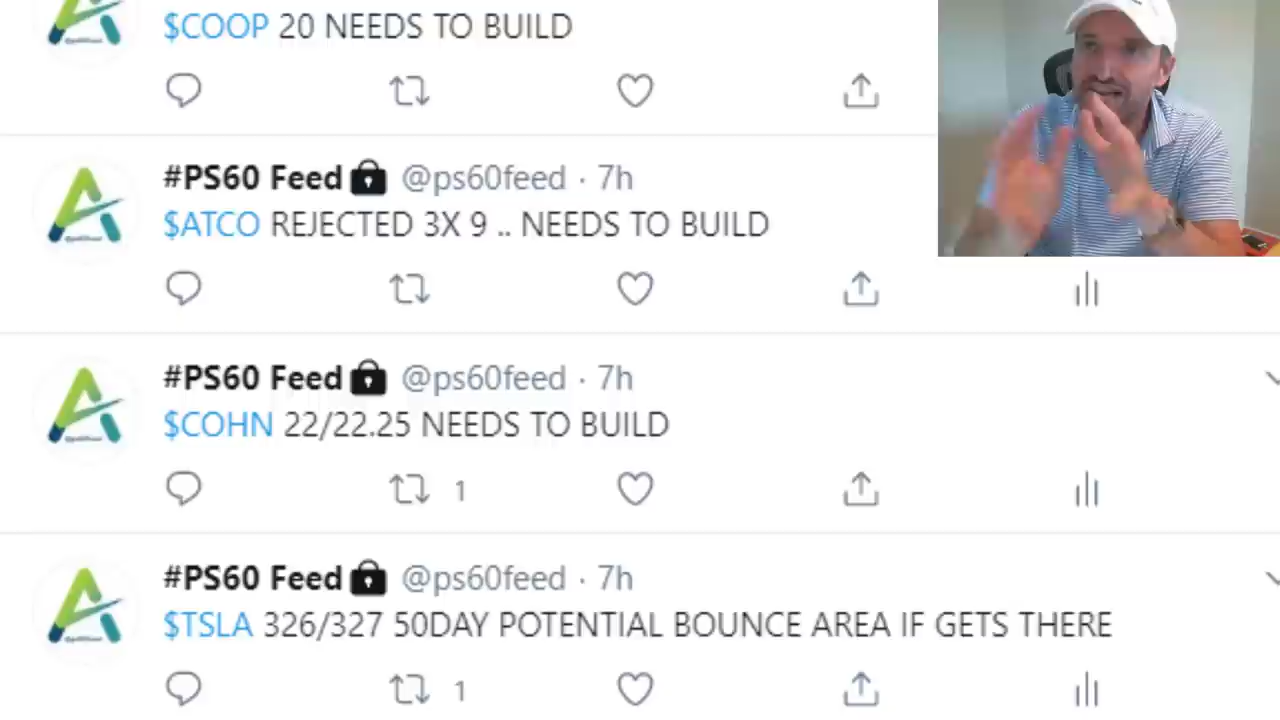 $COOP 20 NEEDS TO BUILD
#PS60 Feed @ps60feed · 7h
$ATCO REJECTED 3X 9 .. NEEDS TO BUILD
#PS60 Feed @ps60feed · 7h
$COHN 22/22.25 NEEDS TO BUILD
1
#PS60 Feed @ps60feed · 7h
$TSLA 326/327 50DAY POTENTIAL BOUNCE AREA IF GETS THERE
1